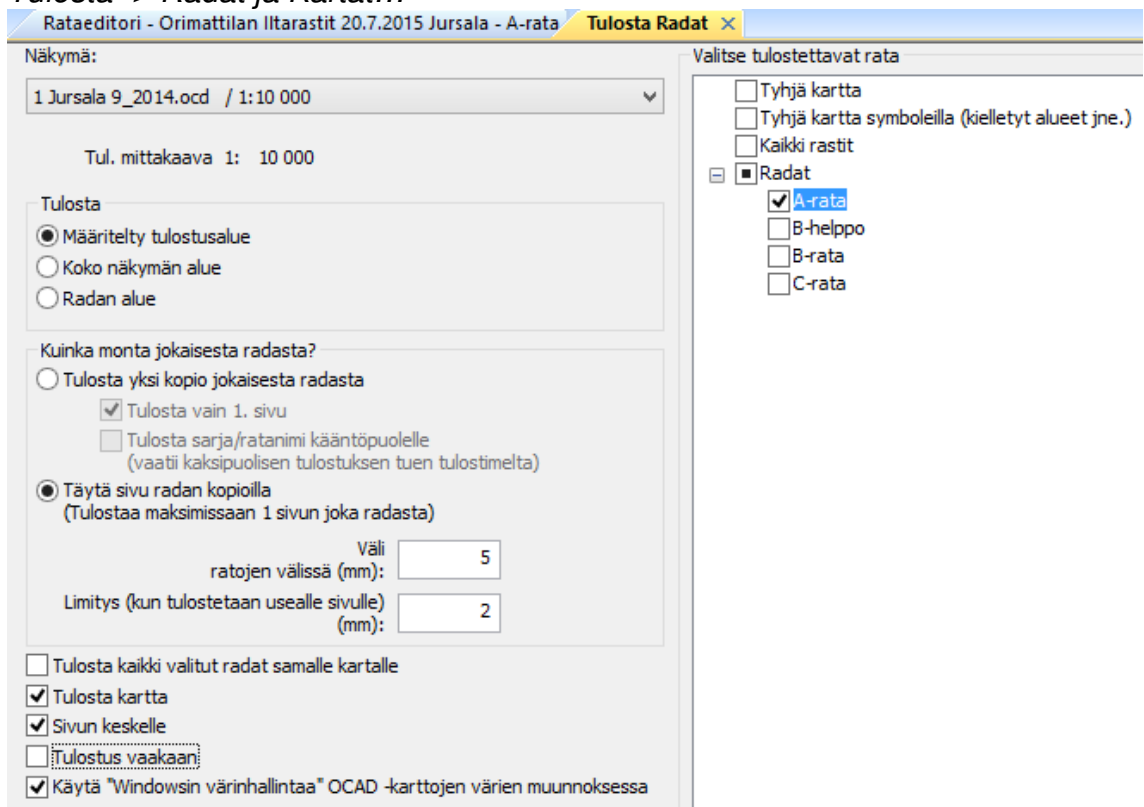 Tulosta -> Radat ja Kartat...
Rataeditori - Orimattilan Iltarastit 20.7.2015 Jursala - A-rata
Tulosta Radat ×
Näkymä:
1 Jursala 9_2014.ocd / 1:10 000
Tul. mittakaava 1: 10 000
Tulosta
Määritelty tulostusalue
Koko näkymän alue
Radan alue
Kuinka monta jokaisesta radasta?
Tulosta yksi kopio jokaisesta radasta
Tulosta vain 1. sivu
Tulosta sarja/ratanimi kääntöpuolelle
(vaatii kaksipuolisen tulostuksen tuen tulostimelta)
Täytä sivu radan kopioilla
(Tulostaa maksimissaan 1 sivun joka radasta)
Väli
ratojen välissä (mm): 5
Limitys (kun tulostetaan usealle sivulle)
(mm): 2
Tulosta kaikki valitut radat samalle kartalle
Tulosta kartta
Sivun keskelle
Tulostus vaakaan
Käytä "Windowsin värinhallintaa" OCAD -karttojen värien muunnoksessa
Valitse tulostettavat rata
Tyhjä kartta
Tyhjä kartta symboleilla (kielletyt alueet jne.)
Kaikki rastit
Radat
A-rata
B-helppo
B-rata
C-rata